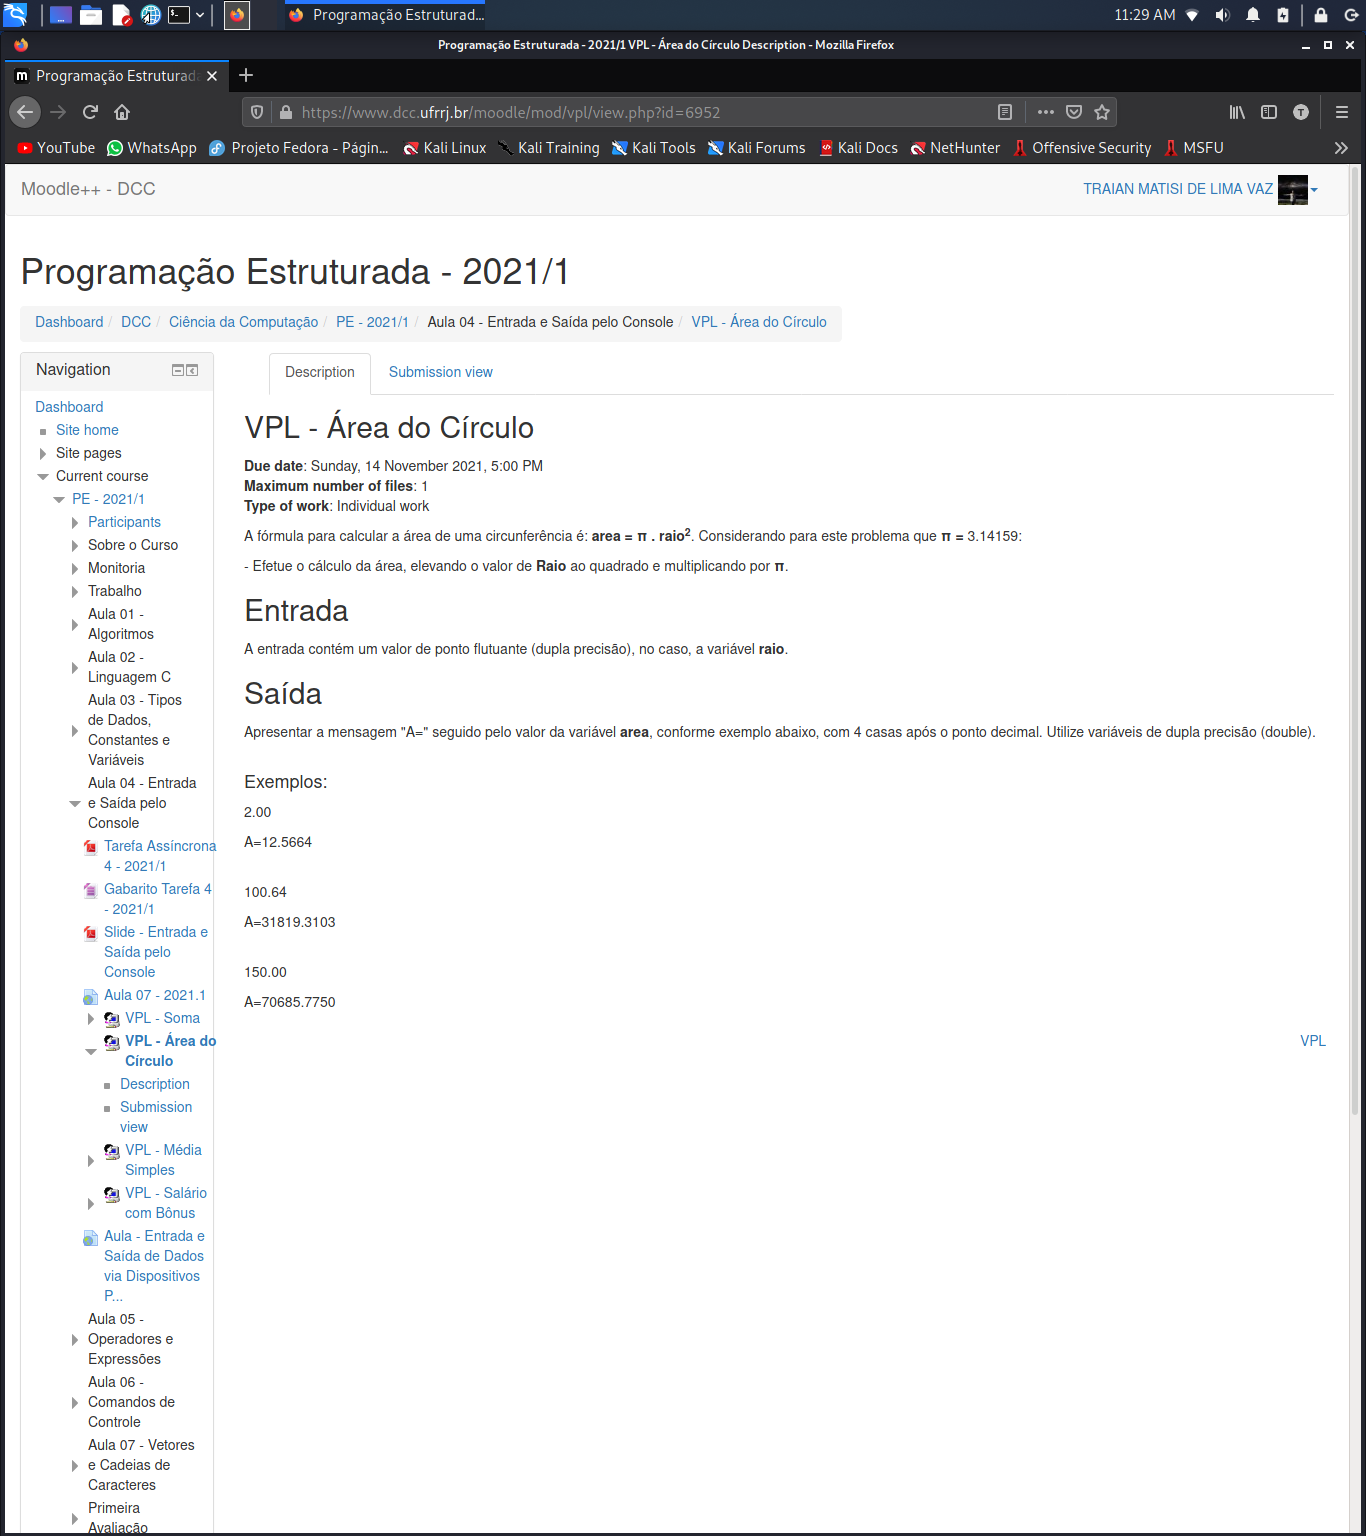 Programação Estruturad...
11:29 AM
Programação Estruturada - 2021/1 VPL - Área do Círculo Description - Mozilla Firefox
Programação Estruturada
https://www.dcc.ufrrj.br/moodle/mod/vpl/view.php?id=6952
YouTube WhatsApp Projeto Fedora - Págin... Kali Linux Kali Training Kali Tools Kali Forums Kali Docs NetHunter Offensive Security MSFU
Moodle++ - DCC
TRAIAN MATISI DE LIMA VAZ
Programação Estruturada - 2021/1
Dashboard / DCC / Ciência da Computação / PE - 2021/1 / Aula 04 - Entrada e Saída pelo Console / VPL - Área do Círculo
Navigation
Dashboard
Site home
Site pages
Current course
PE - 2021/1
Participants
Sobre o Curso
Monitoria
Trabalho
Aula 01 -
Algoritmos
Aula 02 -
Linguagem C
Aula 03 - Tipos
de Dados,
Constantes e
Variáveis
Aula 04 - Entrada
e Saída pelo
Console
Tarefa Assíncrona
4 - 2021/1
Gabarito Tarefa 4
- 2021/1
Slide - Entrada e
Saída pelo
Console
Aula 07 - 2021.1
VPL - Soma
VPL - Área do
Círculo
Description
Submission
view
VPL - Média
Simples
VPL - Salário
com Bônus
Aula - Entrada e
Saída de Dados
via Dispositivos
P...
Aula 05 -
Operadores e
Expressões
Aula 06 -
Comandos de
Controle
Aula 07 - Vetores
e Cadeias de
Caracteres
Primeira
Avaliação
Description
Submission view
VPL - Área do Círculo
Due date: Sunday, 14 November 2021, 5:00 PM
Maximum number of files: 1
Type of work: Individual work
A fórmula para calcular a área de uma circunferência é: area = π . raio². Considerando para este problema que π = 3.14159:
- Efetue o cálculo da área, elevando o valor de Raio ao quadrado e multiplicando por π.
Entrada
A entrada contém um valor de ponto flutuante (dupla precisão), no caso, a variável raio.
Saída
Apresentar a mensagem "A=" seguido pelo valor da variável area, conforme exemplo abaixo, com 4 casas após o ponto decimal. Utilize variáveis de dupla precisão (double).
Exemplos:
2.00
A=12.5664
100.64
A=31819.3103
150.00
A=70685.7750
VPL